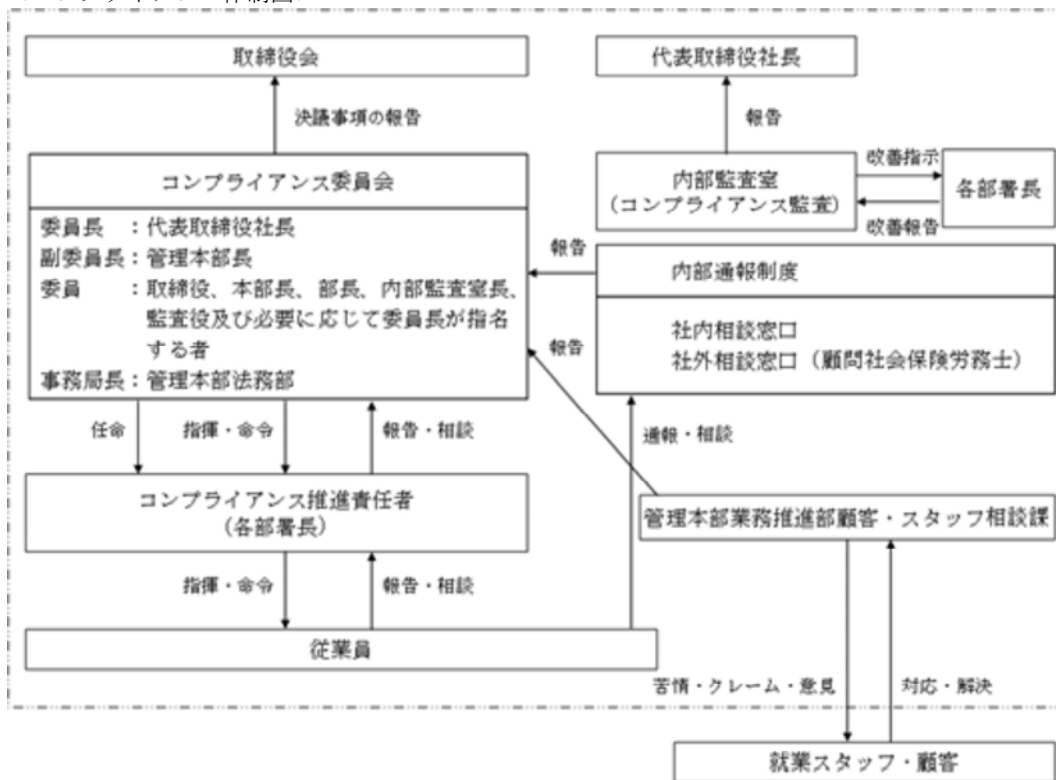 取締役会
代表取締役社長
決議事項の報告
報告
コンプライアンス委員会
委員長　：代表取締役社長
副委員長：管理本部長
委員　　：取締役、本部長、部長、内部監査室長、
監査役及び必要に応じて委員長が指名
する者
事務局長：管理本部法務部
内部監査室
（コンプライアンス監査）
改善指示
改善報告
各部署長
報告
内部通報制度
社内相談窓口
社外相談窓口（顧問社会保険労務士）
報告
任命
指揮・命令
報告・相談
通報・相談
コンプライアンス推進責任者
（各部署長）
管理本部業務推進部顧客・スタッフ相談課
指揮・命令
報告・相談
従業員
苦情・クレーム・意見
対応・解決
就業スタッフ・顧客